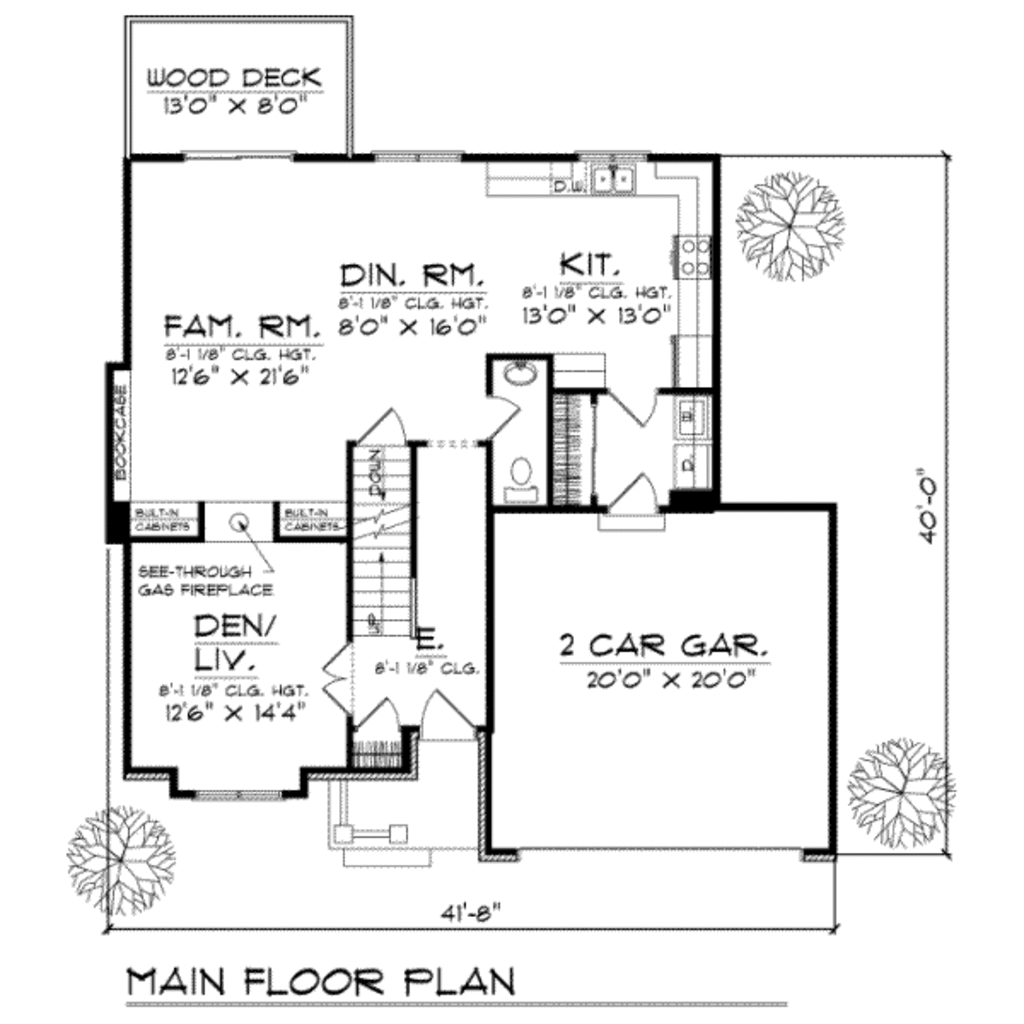 WOOD DECK
13'0" X 8'0"
D.W.
DIN. RM.
8'-1 1/8" CLG. HGT.
8'0" X 16'0"
KIT.
8'-1 1/8" CLG. HGT.
13'0" X 13'0"
FAM. RM.
8'-1 1/8" CLG. HGT.
12'6" X 21'6"
BOOKCASE
DOWN
D.
BUILT-IN
CABINETS
BUILT-IN
CABINETS
SEE-THROUGH
GAS FIREPLACE
UP
DEN/
LIV.
8'-1 1/8" CLG. HGT.
12'6" X 14'4"
E.
8'-1 1/8" CLG.
2 CAR GAR.
20'0" X 20'0"
40'-0"
41'-8"
MAIN FLOOR PLAN